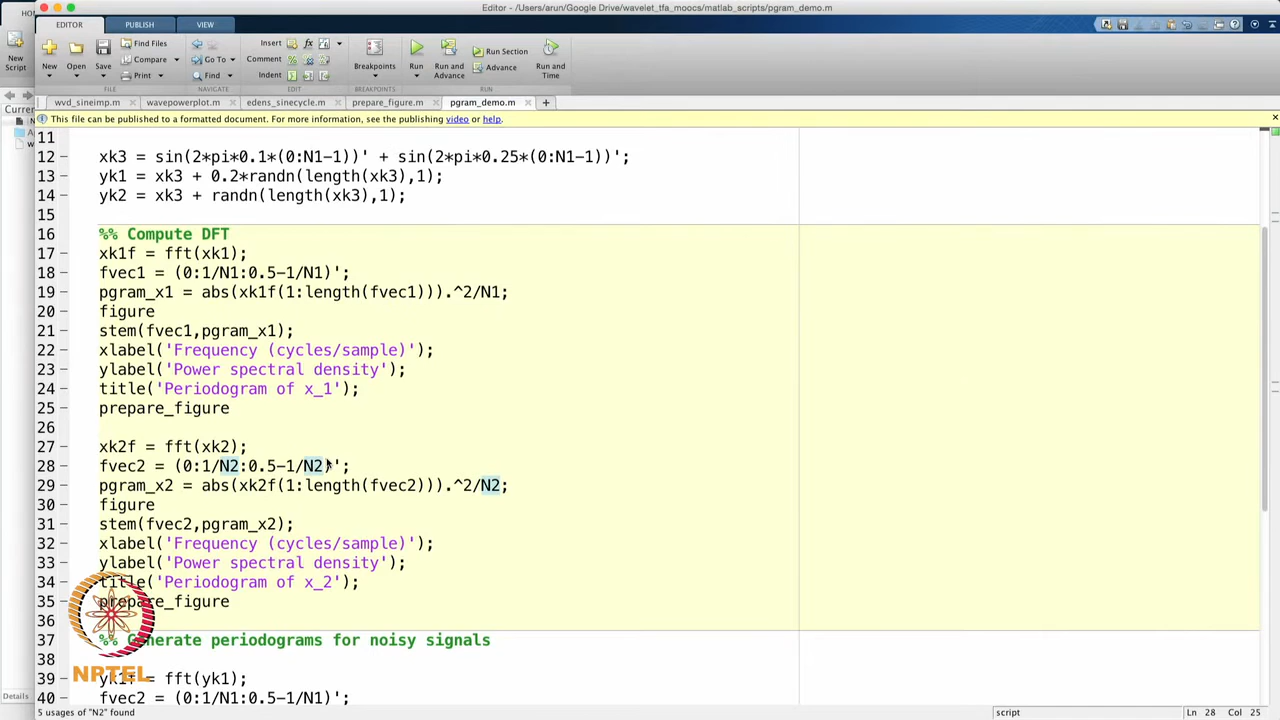 Editor - /Users/arun/Google Drive/wavelet_tfa_moocs/matlab_scripts/pgram_demo.m
HO
EDITOR PUBLISH VIEW
New Script
New Open Save
Find Files
Compare
Print
Go To
Find
Insert
Comment
Indent
Breakpoints
Run
Run and Advance
Run Section
Advance
Run and Time
FILE NAVIGATE EDIT BREAKPOINTS RUN
wvd_sineimp.m wavepowerplot.m edens_sinecycle.m prepare_figure.m pgram_demo.m
Curre
This file can be published to a formatted document. For more information, see the publishing video or help.
11
12 xk3 = sin(2*pi*0.1*(0:N1-1))' + sin(2*pi*0.25*(0:N1-1))';
13 yk1 = xk3 + 0.2*randn(length(xk3),1);
14 yk2 = xk3 + randn(length(xk3),1);
15
16 %% Compute DFT
17 xk1f = fft(xk1);
18 fvec1 = (0:1/N1:0.5-1/N1)';
19 pgram_x1 = abs(xk1f(1:length(fvec1))).^2/N1;
20 figure
21 stem(fvec1,pgram_x1);
22 xlabel('Frequency (cycles/sample)');
23 ylabel('Power spectral density');
24 title('Periodogram of x_1');
25 prepare_figure
26
27 xk2f = fft(xk2);
28 fvec2 = (0:1/N2:0.5-1/N2)';
29 pgram_x2 = abs(xk2f(1:length(fvec2))).^2/N2;
30 figure
31 stem(fvec2,pgram_x2);
32 xlabel('Frequency (cycles/sample)');
33 ylabel('Power spectral density');
34 title('Periodogram of x_2');
35 prepare_figure
36
37 %% Generate periodograms for noisy signals
38
39 yk1f = fft(yk1);
40 fvec2 = (0:1/N1:0.5-1/N1)';
NPTEL
Details
5 usages of "N2" found
script
Ln 28 Col 25